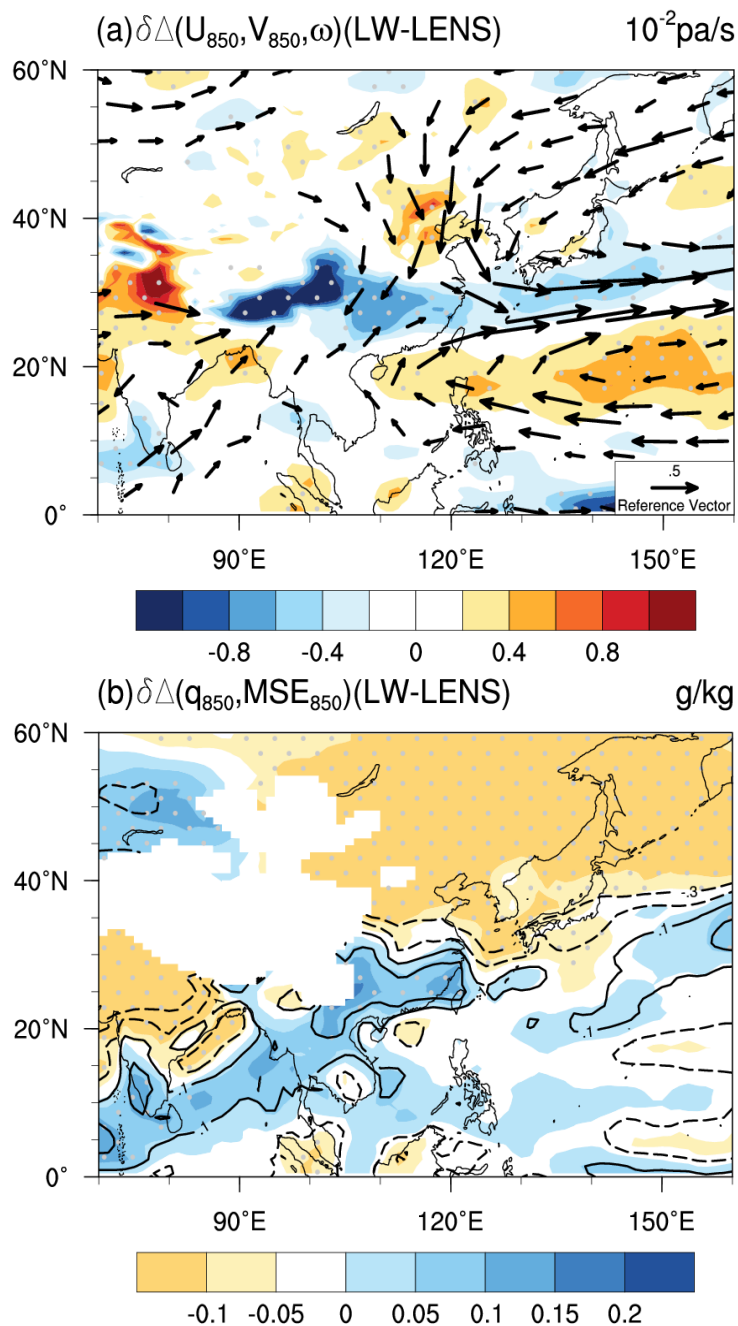 (a)δΔ(U850,V850,ω)(LW-LENS) 10-2pa/s
60˚N
40˚N
20˚N
0˚
.5
Reference Vector
90˚E 120˚E 150˚E
-0.8 -0.4 0 0.4 0.8
(b)δΔ(q850,MSE850)(LW-LENS) g/kg
60˚N
.3
40˚N
.1
20˚N
.1
.1
0˚
90˚E 120˚E 150˚E
-0.1 -0.05 0 0.05 0.1 0.15 0.2